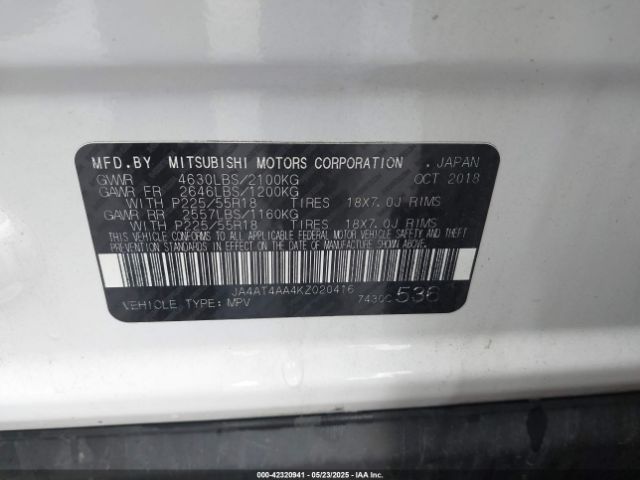 MFD.BY MITSUBISHI MOTORS CORPORATION . JAPAN
GVWR 4630LBS/2100KG OCT 2018
GAWR FR 2646LBS/1200KG
WITH P225/55R18 TIRES 18X7.0J RIMS
GAWR RR 2557LBS/1160KG
WITH P225/55R18 TIRES 18X7.0J RIMS
THIS VEHICLE CONFORMS TO ALL APPLICABLE FEDERAL MOTOR VEHICLE SAFETY AND THEFT
PREVENTION STANDARDS IN EFFECT ON THE DATE OF MANUFACTURE SHOWN ABOVE.
JA4AT4AA4KZ020416
VEHICLE TYPE: MPV 7430C 536
000-42320941 - 05/23/2025 - IAA Inc.